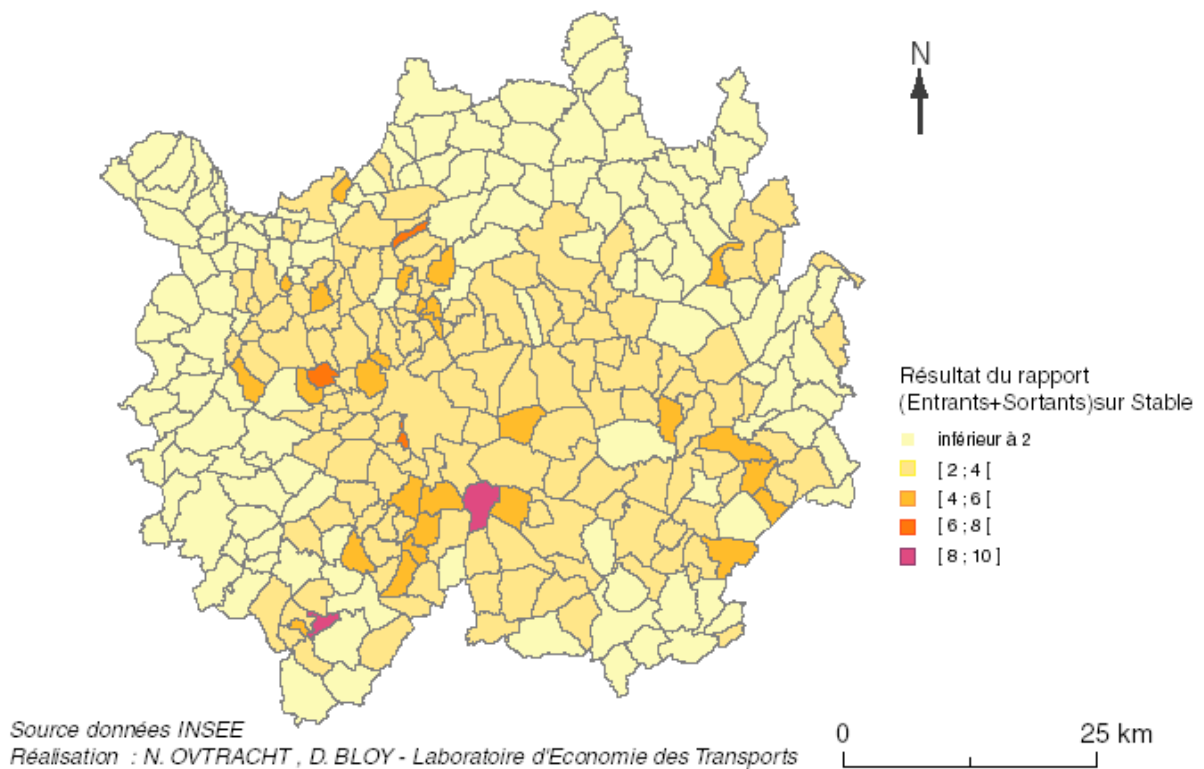 N
Résultat du rapport
(Entrants+Sortants)sur Stable
inférieur à 2
[ 2 ; 4 [
[ 4 ; 6 [
[ 6 ; 8 [
[ 8 ; 10 ]
Source données INSEE
Réalisation : N. OVTRACHT , D. BLOY - Laboratoire d'Economie des Transports
0 25 km